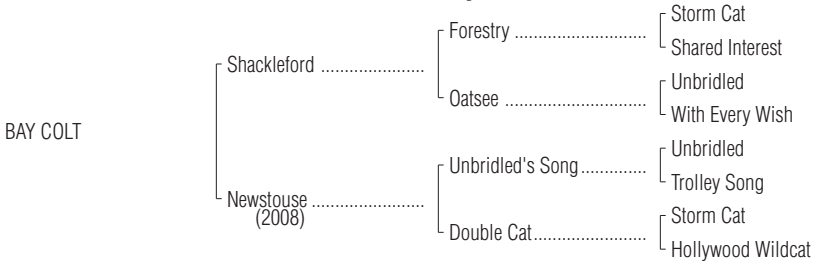 Storm Cat
Forestry ............................
Shared Interest
Shackleford ......................
Unbridled
Oatsee ..............................
With Every Wish
BAY COLT
Unbridled
Unbridled's Song..............
Trolley Song
Newstouse ........................
(2008)
Storm Cat
Double Cat........................
Hollywood Wildcat